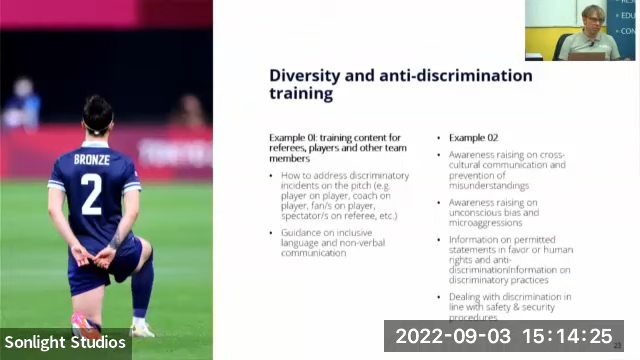 BRONZE
2
TOKYO
Sonlight Studios
Diversity and anti-discrimination
training
Example 01: training content for
referees, players and other team
members
• How to address discriminatory
incidents on the pitch (e.g.
player on player, coach on
player, fan/s on player,
spectator/s on referee, etc.)
• Guidance on inclusive
language and non-verbal
communication
• Example 02
• Awareness raising on cross-
cultural communication and
prevention of
misunderstandings
• Awareness raising on
unconscious bias and
microaggressions
• Information on permitted
statements in favor or human
rights and anti-
discriminationInformation on
discriminatory practices
• Dealing with discrimination in
line with safety & security
procedures
2022-09-03 15:14:25